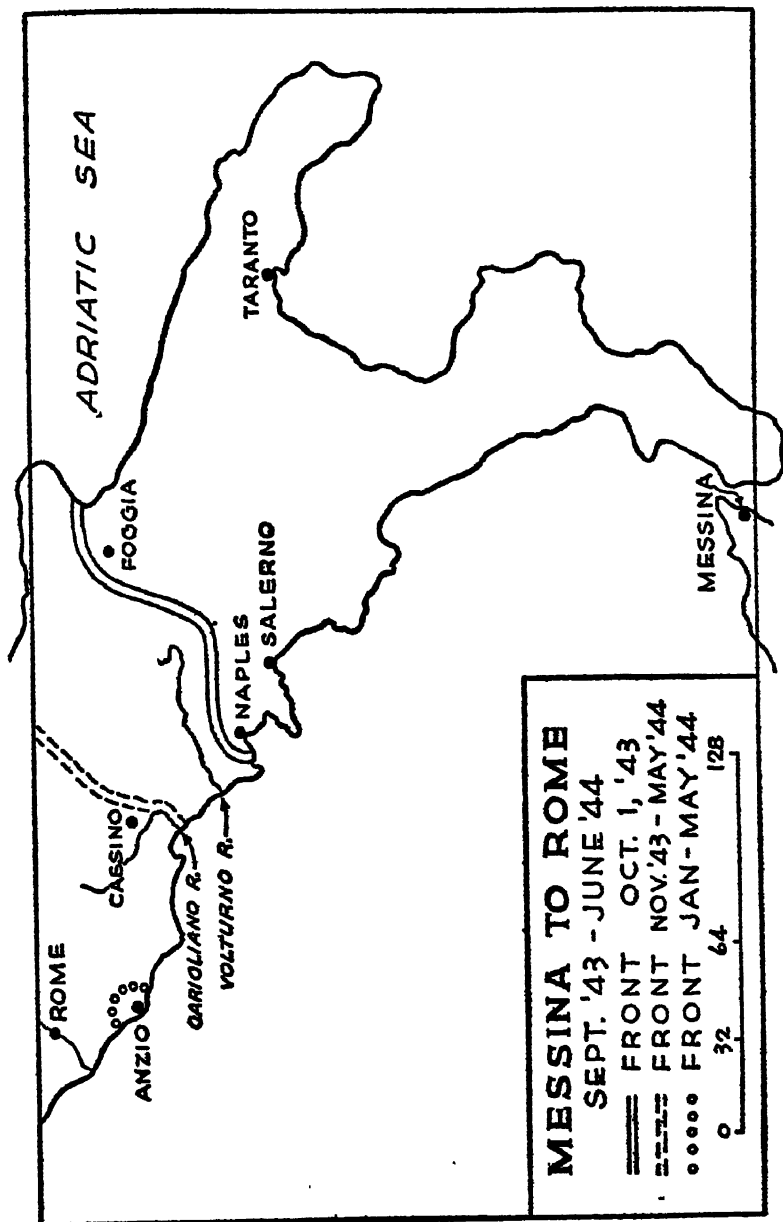 ADRIATIC SEA
ROME
CASSINO
FOGGIA
ANZIO
GARIGLIANO R.
VOLTURNO R.
NAPLES
SALERNO
TARANTO
MESSINA
MESSINA TO ROME
SEPT. '43 - JUNE '44
FRONT OCT. 1, '43
FRONT NOV. '43 - MAY '44
FRONT JAN - MAY '44
0 32 64 128